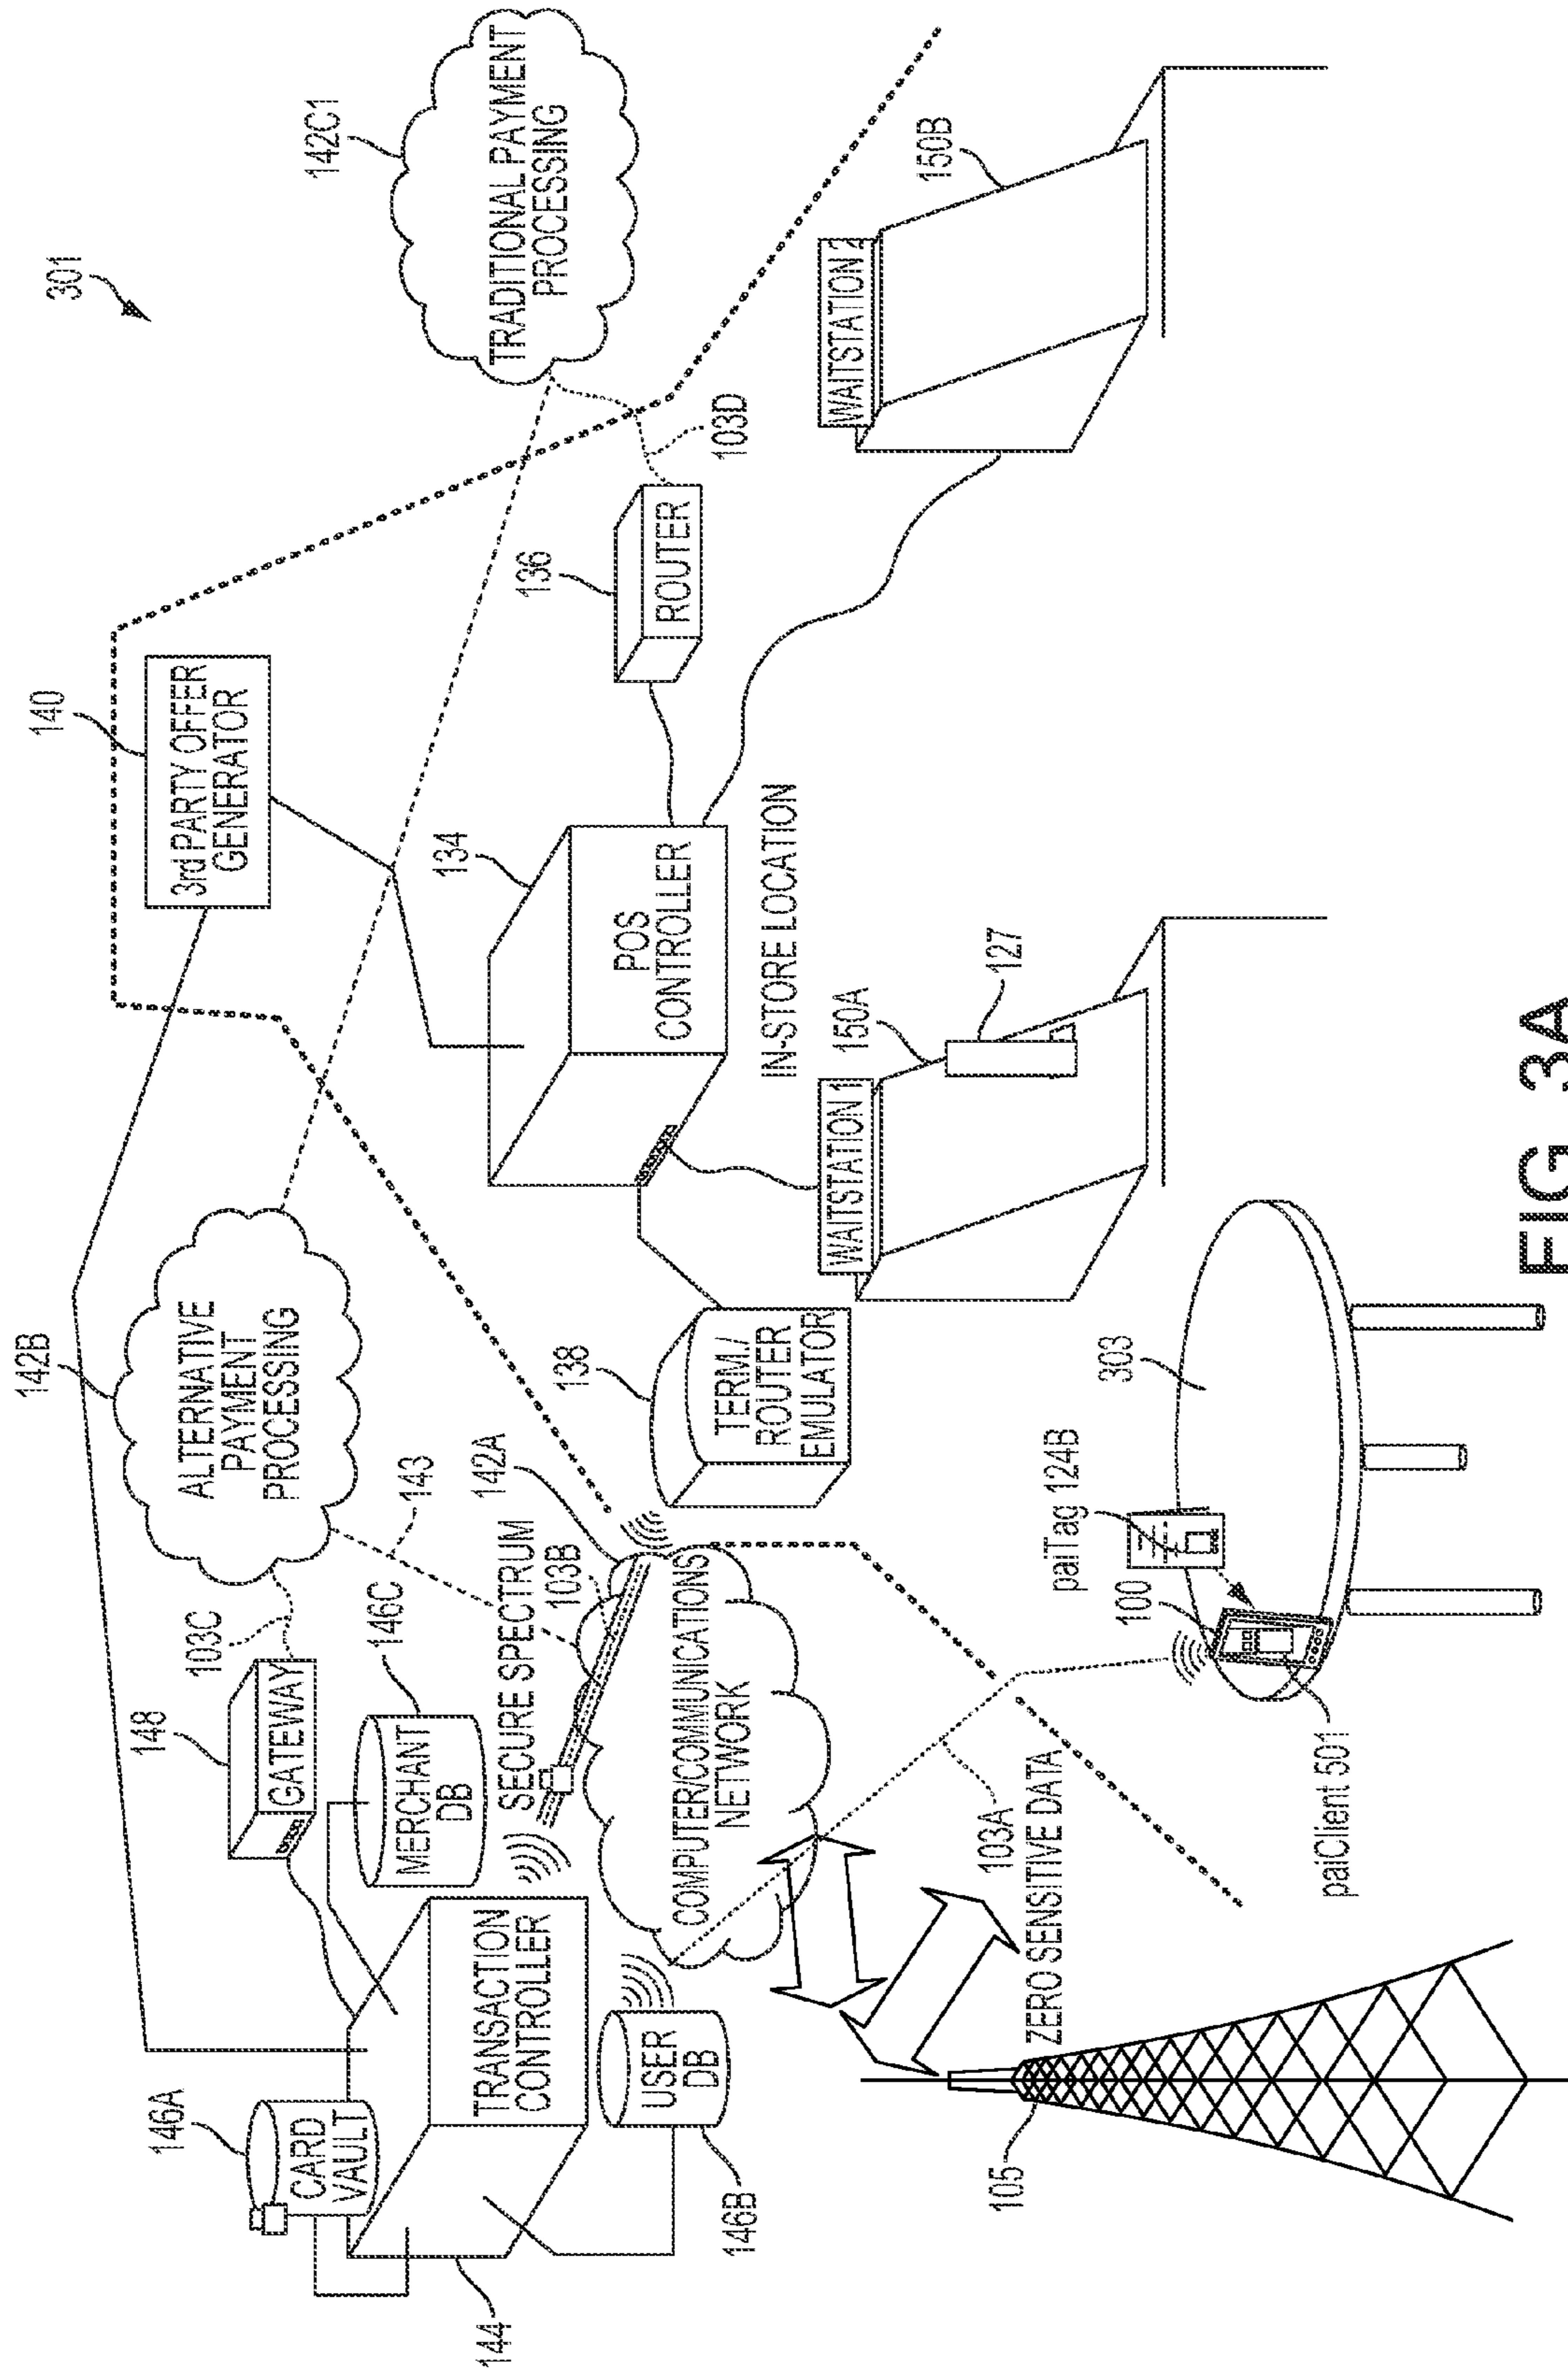 301
140
3rd PARTY OFFER
GENERATOR
142B
ALTERNATIVE
PAYMENT
PROCESSING
142C1
TRADITIONAL PAYMENT
PROCESSING
103C
143
148
GATEWAY
146C
MERCHANT
DB
146A
CARD
VAULT
144
TRANSACTION
CONTROLLER
SECURE SPECTRUM
103B
142A
136
ROUTER
103D
134
POS
CONTROLLER
138
TERM./
ROUTER
EMULATOR
USER
DB
146B
COMPUTER/COMMUNICATIONS
NETWORK
IN-STORE LOCATION
WAITSTATION 1
150A
127
WAITSTATION 2
150B
103A
ZERO SENSITIVE DATA
105
100
paiTag 124B
303
paiClient 501
FIG. 3A